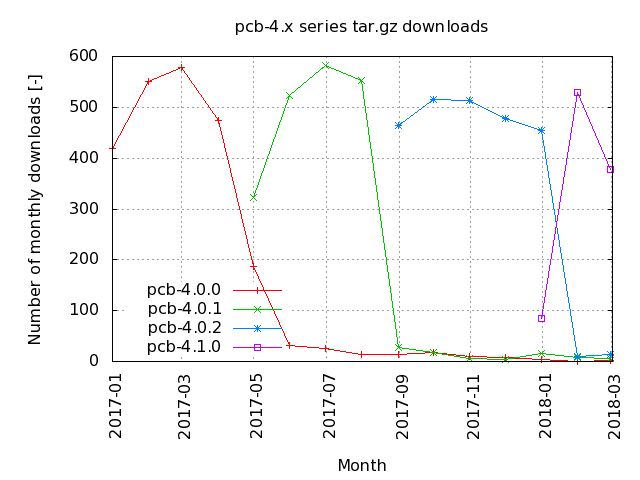 pcb-4.x series tar.gz downloads
Number of monthly downloads [-]
600
500
400
300
200
100
0
pcb-4.0.0
pcb-4.0.1
pcb-4.0.2
pcb-4.1.0
2017-01
2017-03
2017-05
2017-07
2017-09
2017-11
2018-01
2018-03
Month